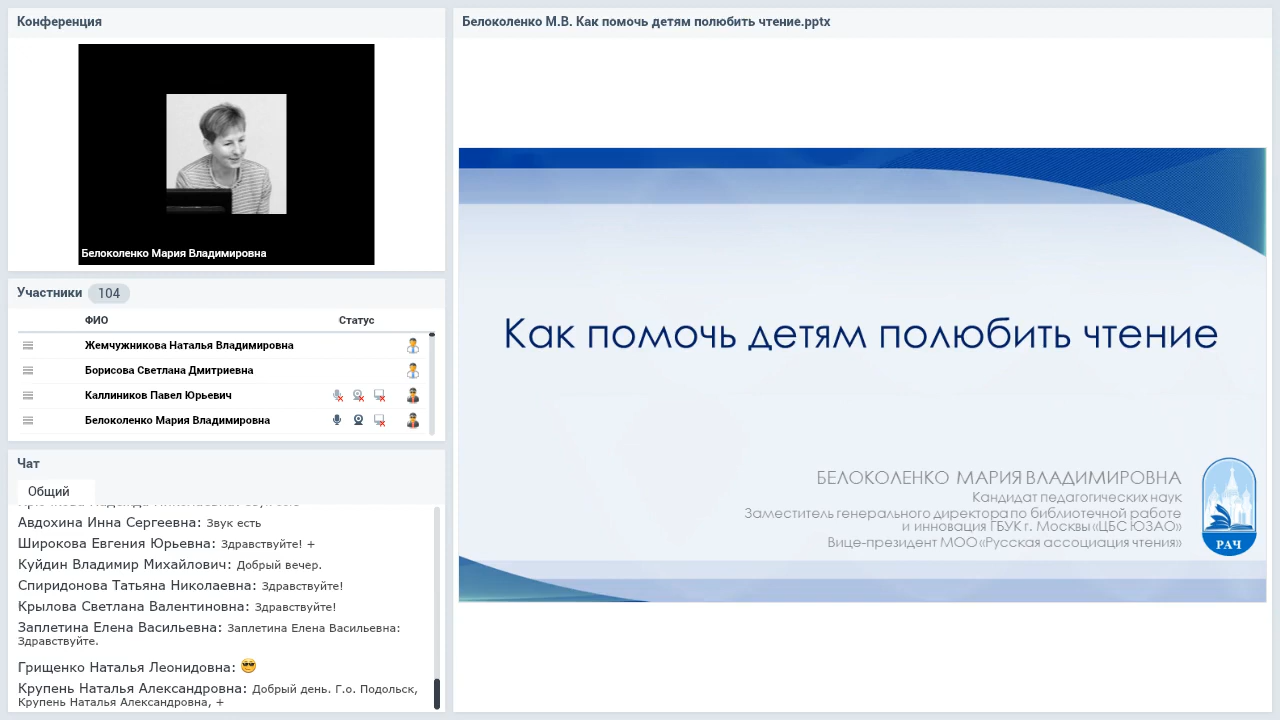 Конференция
Белоколенко Мария Владимировна
Участники 104
ФИО Статус
Жемчужникова Наталья Владимировна
Борисова Светлана Дмитриевна
Каллиников Павел Юрьевич
Белоколенко Мария Владимировна
Чат
Общий
Авдохина Инна Сергеевна: Звук есть
Широкова Евгения Юрьевна: Здравствуйте! +
Куйдин Владимир Михайлович: Добрый вечер.
Спиридонова Татьяна Николаевна: Здравствуйте!
Крылова Светлана Валентиновна: Здравствуйте!
Заплетина Елена Васильевна: Заплетина Елена Васильевна:
Здравствуйте.
Грищенко Наталья Леонидовна:
Крупень Наталья Александровна: Добрый день. Г.о. Подольск,
Крупень Наталья Александровна, +
Белоколенко М.В. Как помочь детям полюбить чтение.pptx
Как помочь детям полюбить чтение
БЕЛОКОЛЕНКО МАРИЯ ВЛАДИМИРОВНА
Кандидат педагогических наук
Заместитель генерального директора по библиотечной работе
и инновация ГБУК г. Москвы «ЦБС ЮЗАО»
Вице-президент МОО «Русская ассоциация чтения»
РАЧ